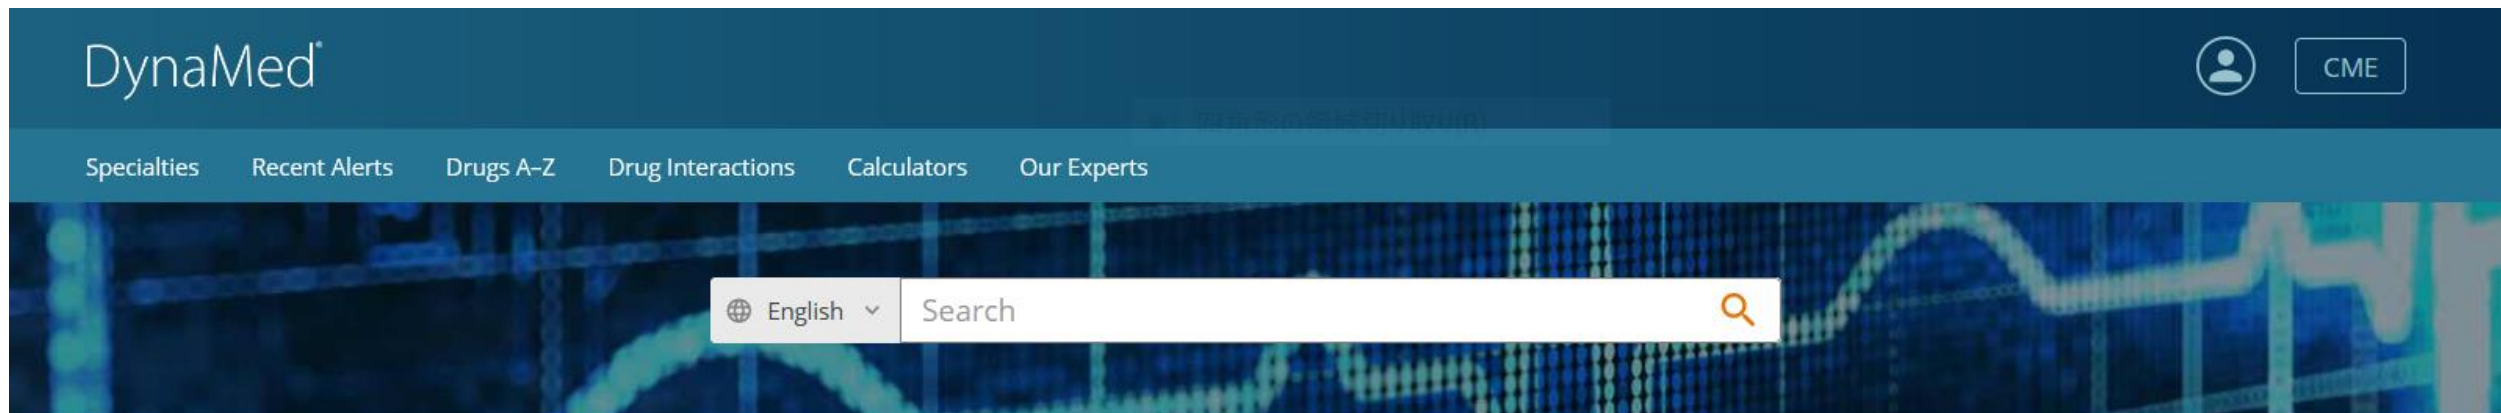 DynaMed
CME
Specialties Recent Alerts Drugs A–Z Drug Interactions Calculators Our Experts
English Search